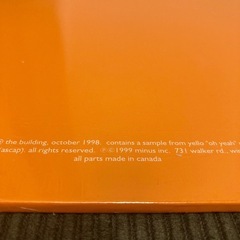 the building, october 1998. contains a sample from yello "oh yeah"
(ascap). all rights reserved. ℗©1999 minus inc. 731 walker rd.,
all parts made in canada